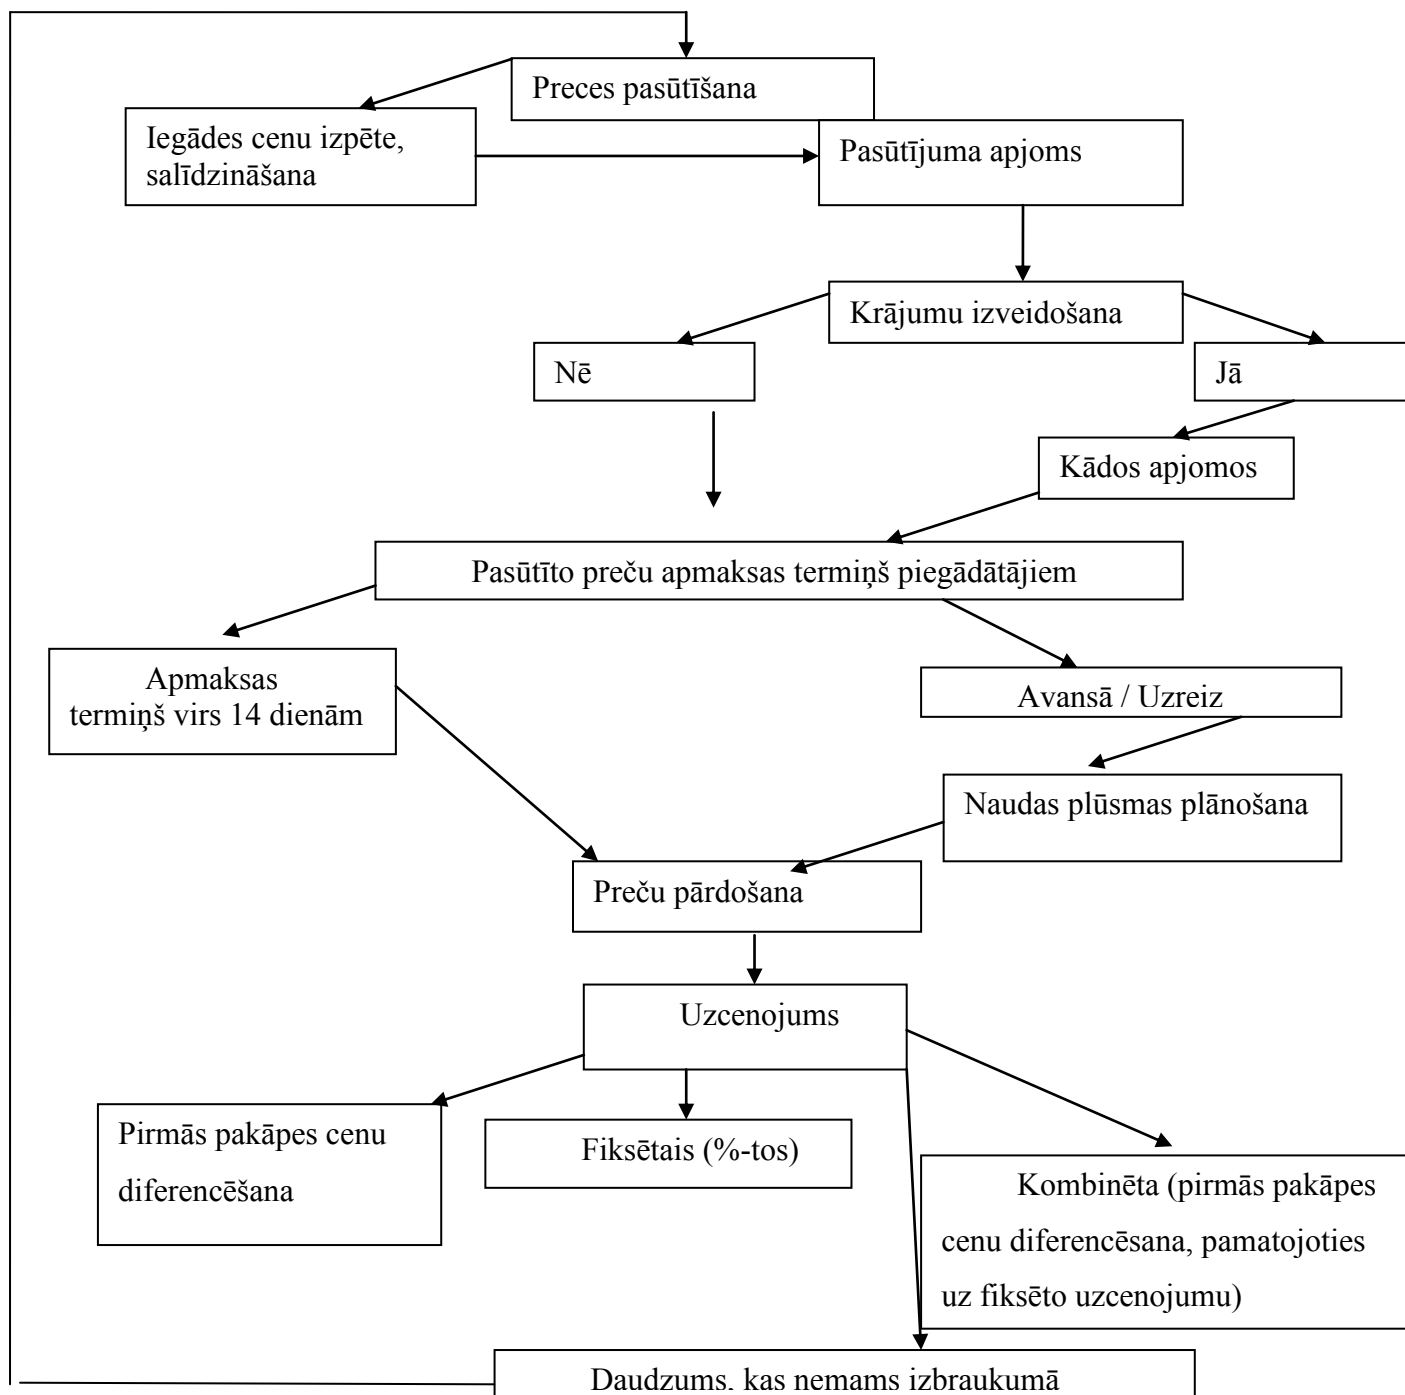 Preces pasūtīšana
Iegādes cenu izpēte,
salīdzināšana
Pasūtījuma apjoms
Krājumu izveidošana
Nē
Jā
Kādos apjomos
Pasūtīto preču apmaksas termiņš piegādātājiem
Apmaksas
termiņš virs 14 dienām
Avansā / Uzreiz
Naudas plūsmas plānošana
Preču pārdošana
Uzcenojums
Pirmās pakāpes cenu
diferencēšana
Fiksētais (%-tos)
Kombinēta (pirmās pakāpes
cenu diferencēsana, pamatojoties
uz fiksēto uzcenojumu)
Daudzums, kas nemams izbraukumā